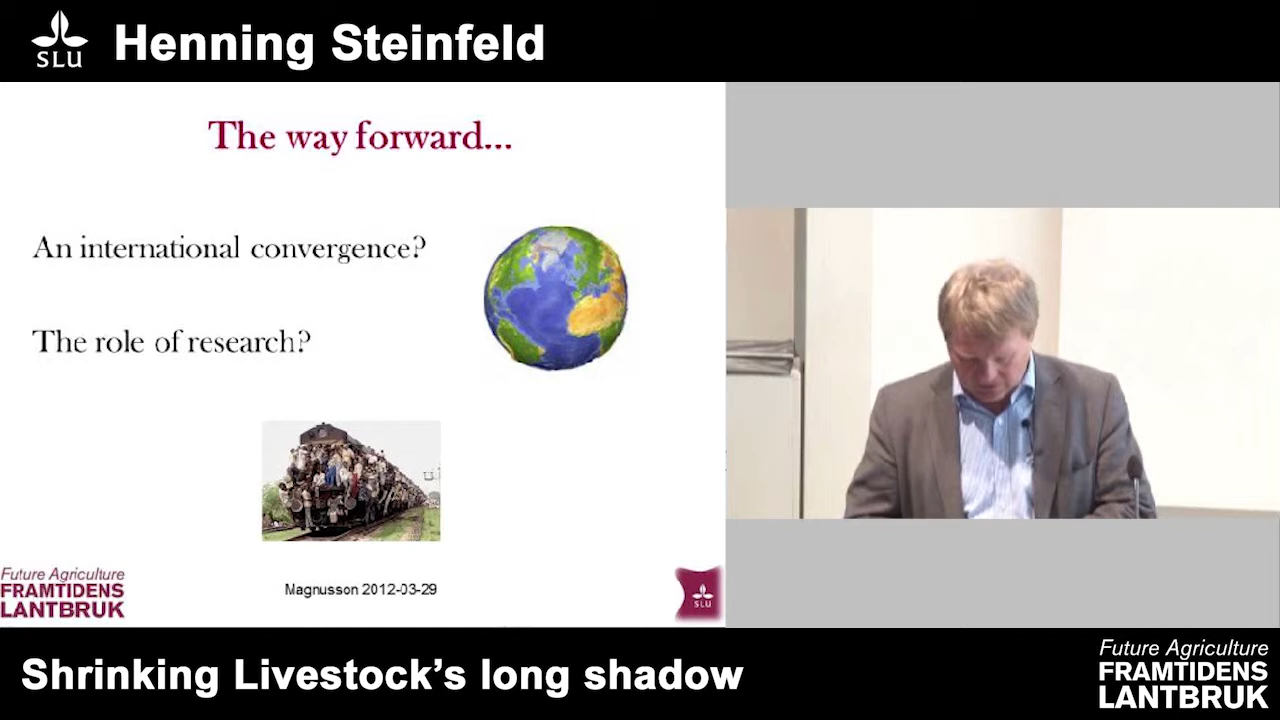 SLU
Henning Steinfeld
The way forward...
An international convergence?
The role of research?
Future Agriculture
FRAMTIDENS
LANTBRUK
Magnusson 2012-03-29
SLU
Shrinking Livestock's long shadow
Future Agriculture
FRAMTIDENS
LANTBRUK